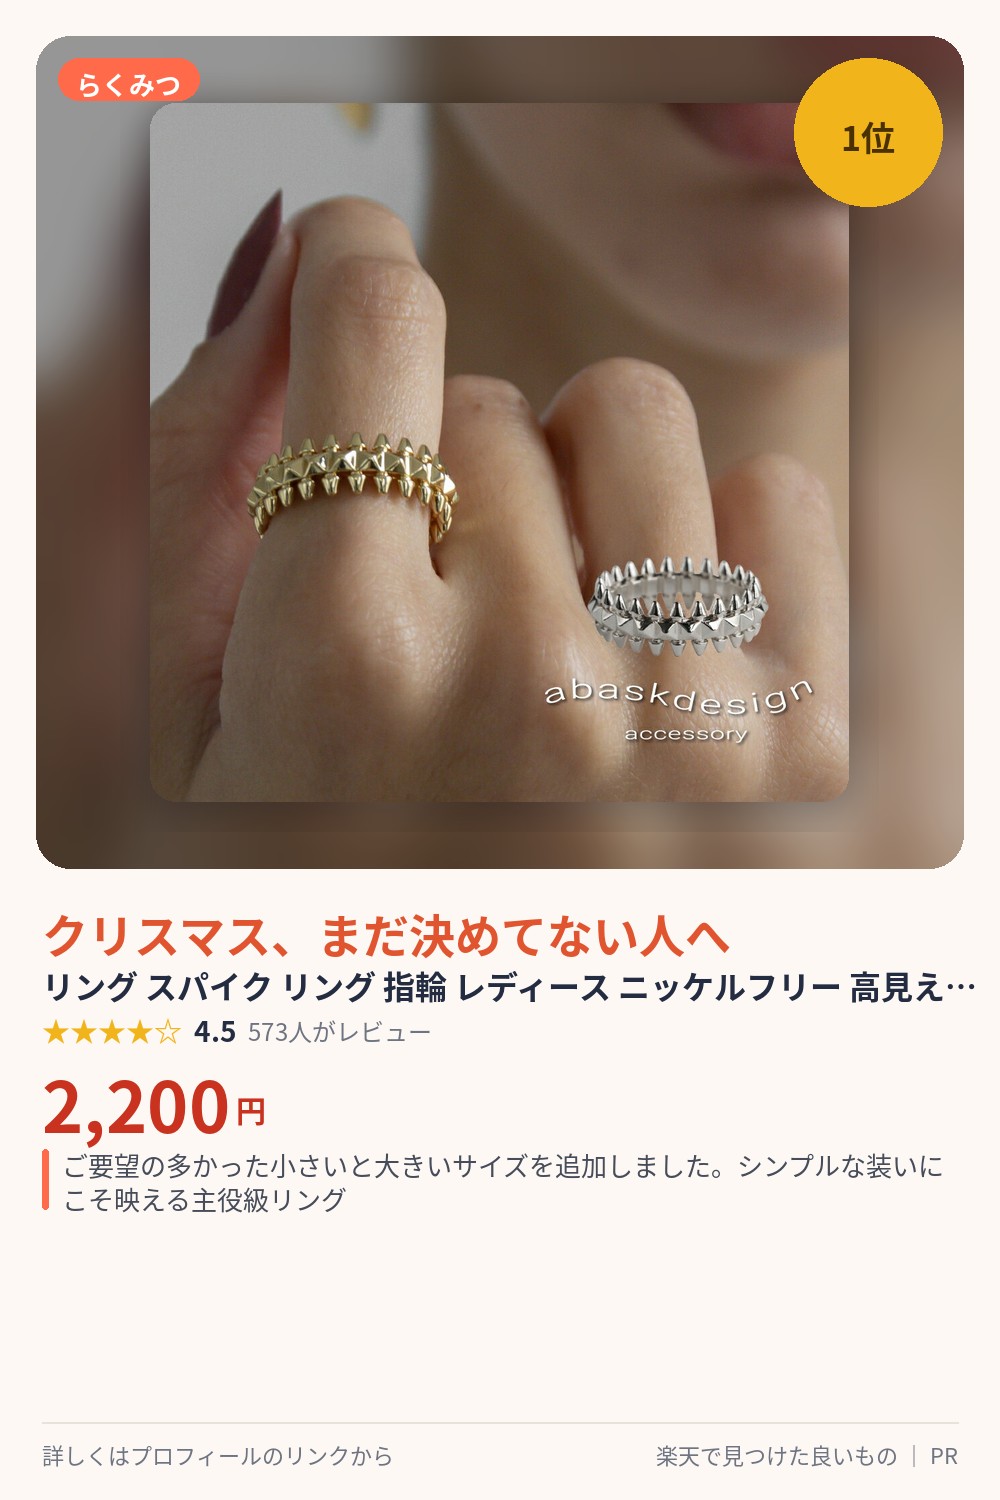 らくみつ
1位
abaskdesign
accessory
クリスマス、まだ決めてない人へ
リング スパイク リング 指輪 レディース ニッケルフリー 高見え…
★★★★☆ 4.5 573人がレビュー
2,200円
ご要望の多かった小さいと大きいサイズを追加しました。シンプルな装いに
こそ映える主役級リング
詳しくはプロフィールのリンクから
楽天で見つけた良いもの｜PR